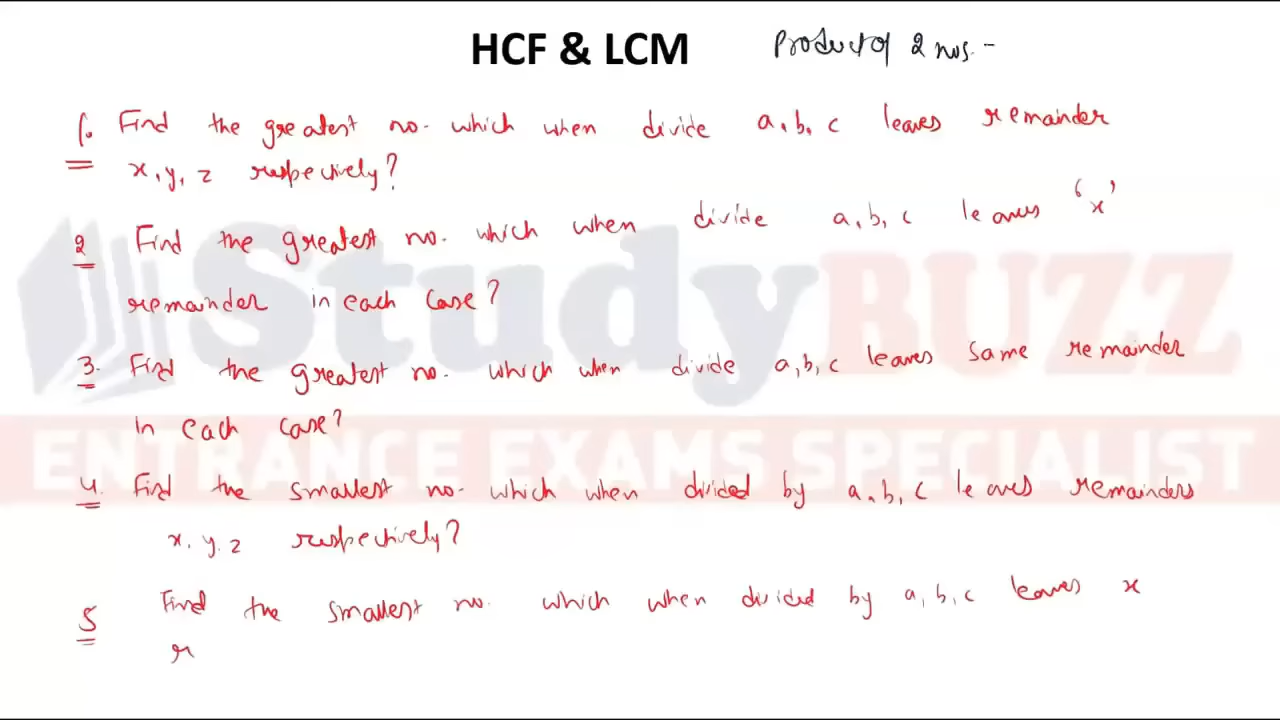 HCF & LCM Product of 2 nos. -
1. Find the greatest no. which when divide a, b, c leaves remainder
x, y, z respectively?
2 Find the greatest no. which when divide a, b, c leaves 'x'
remainder in each case?
3. Find the greatest no. which when divide a, b, c leaves same remainder
in each case?
4. Find the smallest no. which when divided by a, b, c leaves remainders
x, y, z respectively?
5 Find the smallest no. which when divided by a, b, c leaves x
r
StudyBUZZ
ENTRANCE EXAMS SPECIALIST